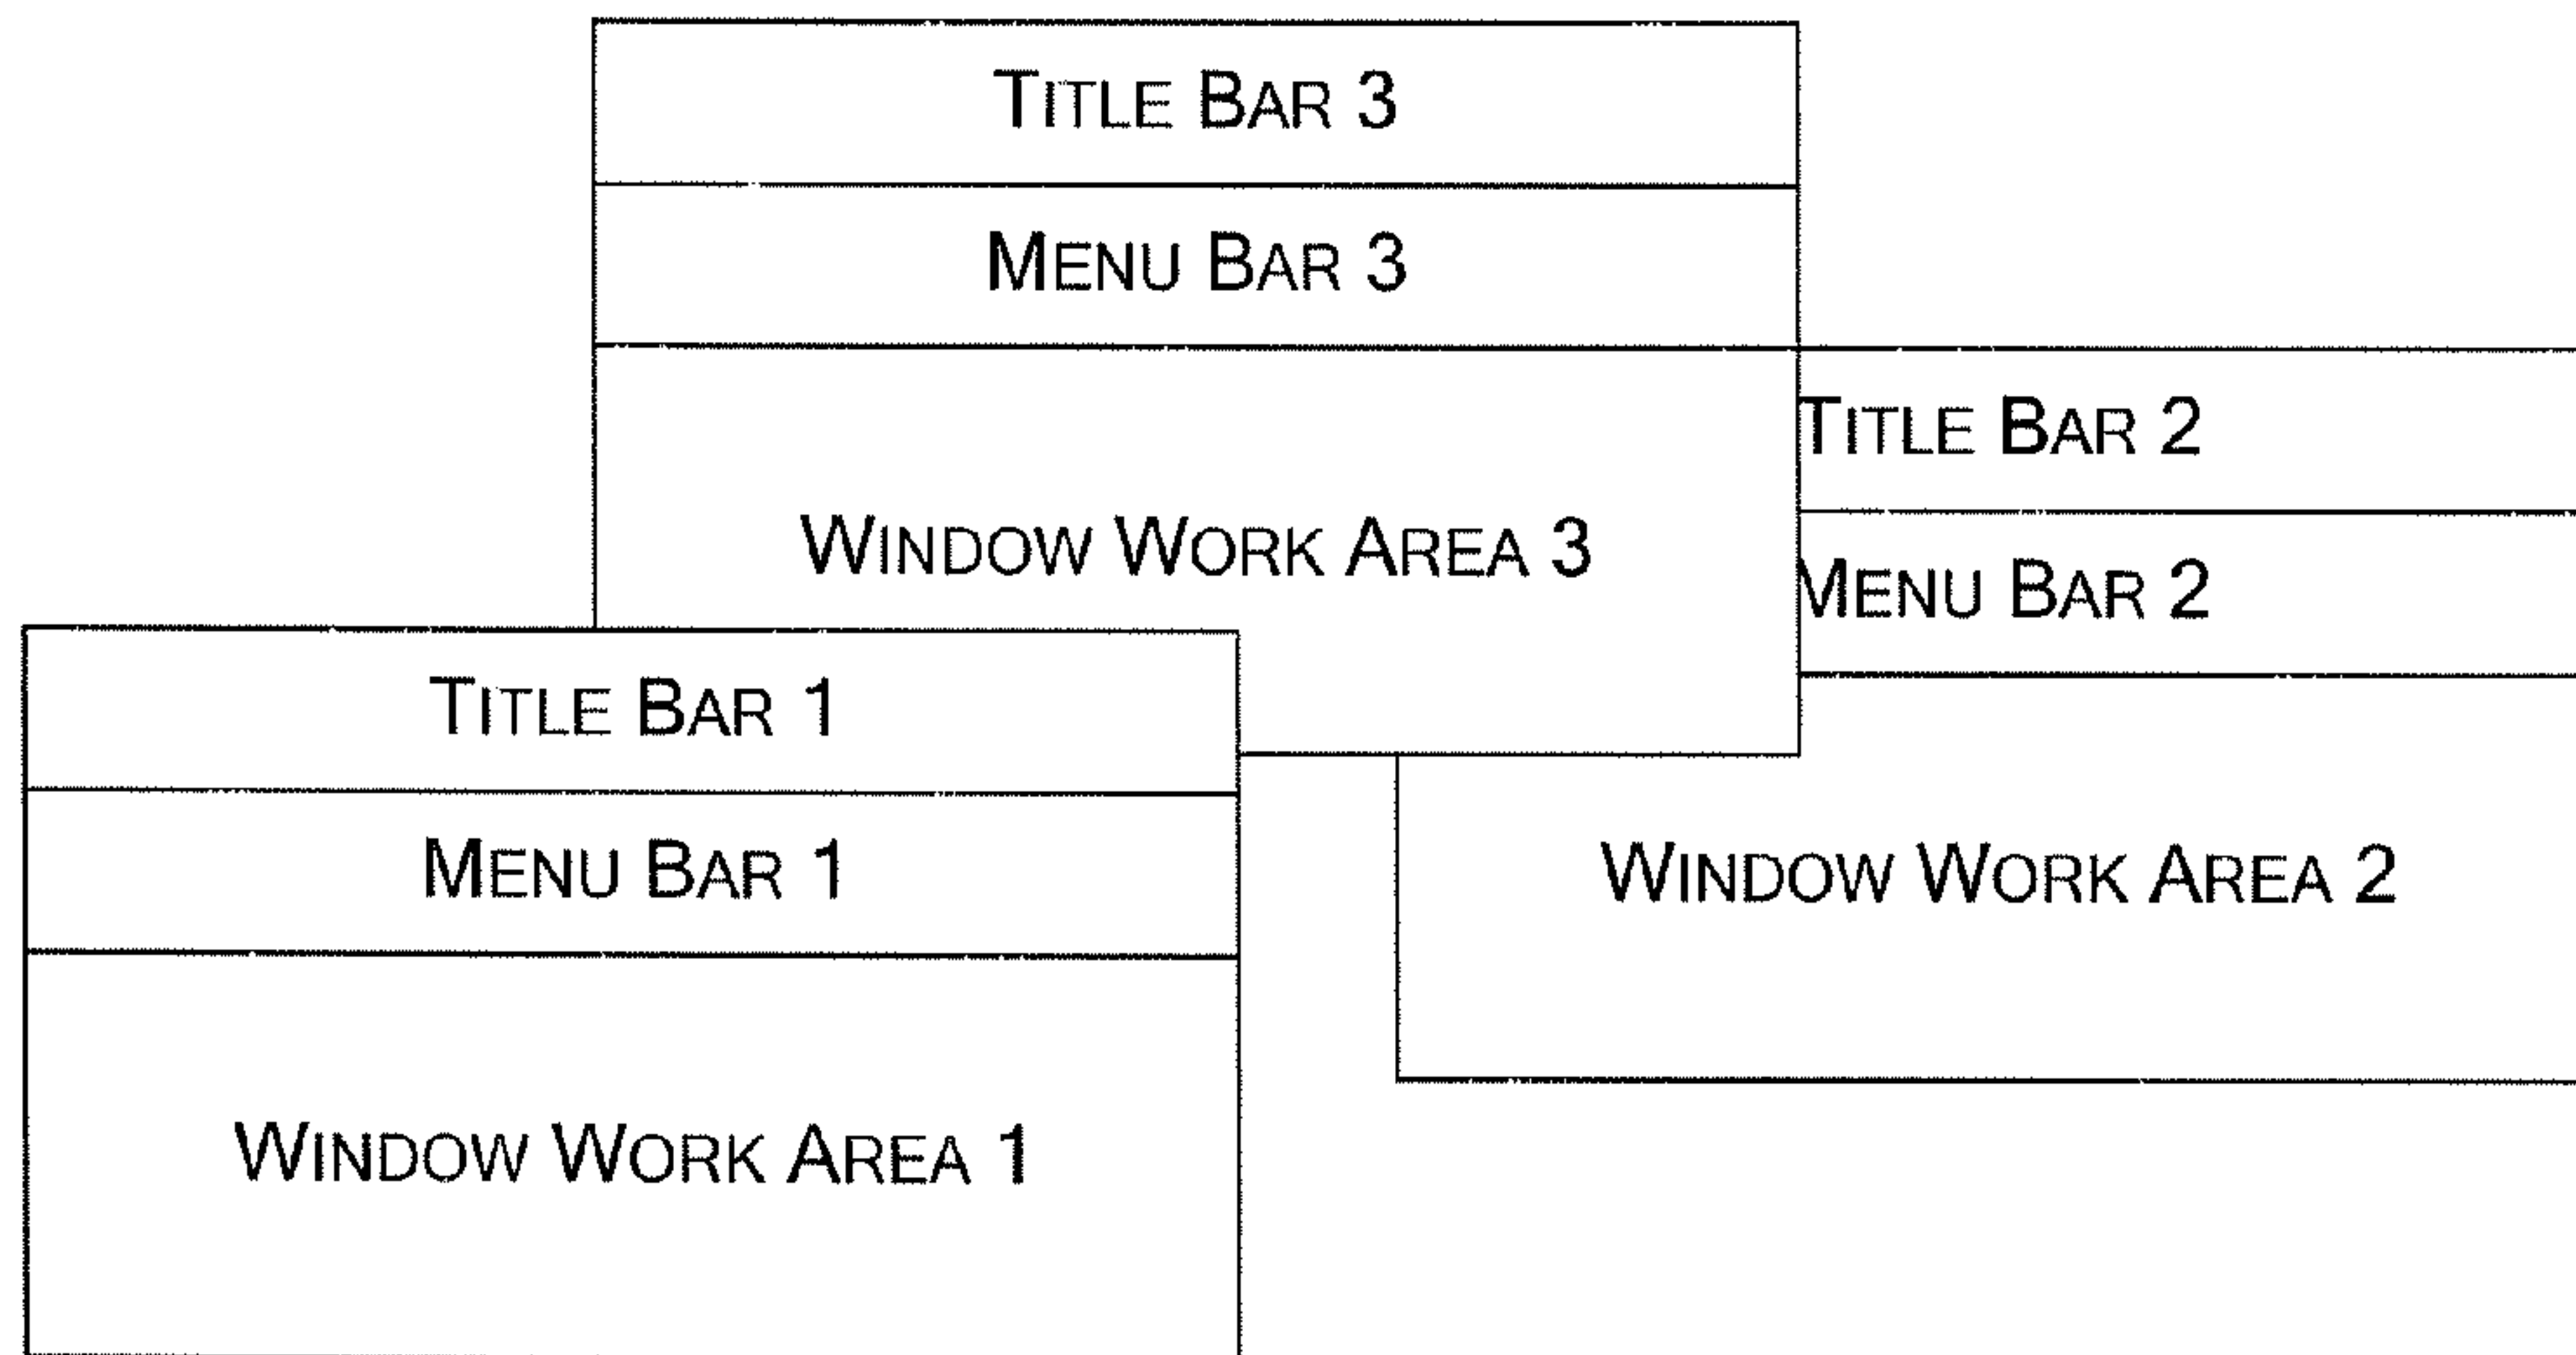 TITLE BAR 3
MENU BAR 3
WINDOW WORK AREA 3
TITLE BAR 2
MENU BAR 2
WINDOW WORK AREA 2
TITLE BAR 1
MENU BAR 1
WINDOW WORK AREA 1